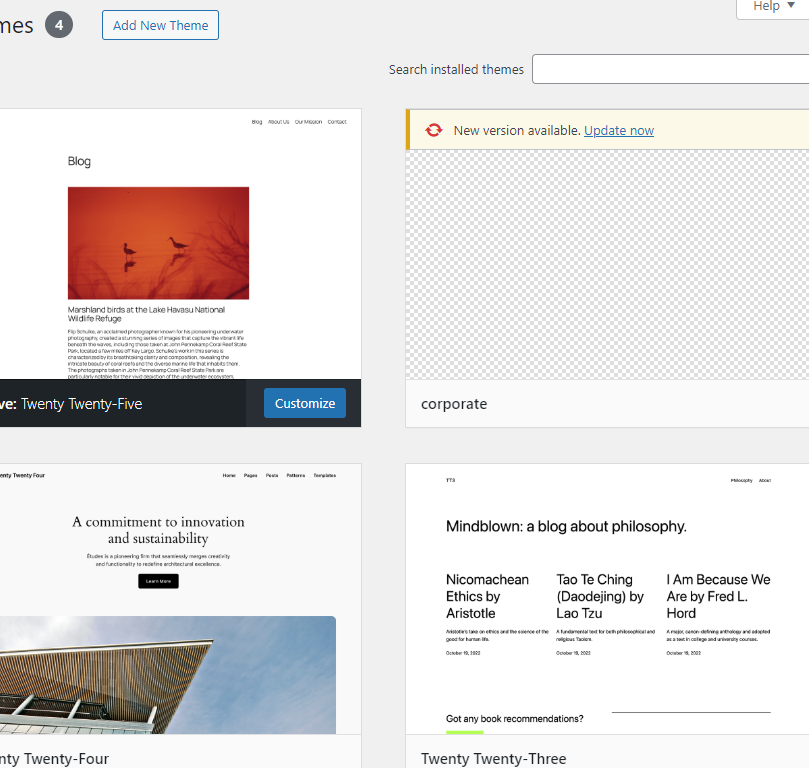 mes 4 Add New Theme
Help
Search installed themes
Blog About Us Our Mission Contact
Blog
Marshland birds at the Lake Havasu National
Wildlife Refuge
Flip Schulke, an acclaimed photographer known for his pioneering underwater
photography, created a stunning series of images that capture the vibrant life
beneath the waves, including those taken at John Pennekamp Coral Reef State
Park, located a few miles off Key Largo. Schulke's work in this series is
characterized by its breathtaking clarity and composition, revealing the
intricate beauty of coral reefs and the diverse marine life that inhabits them.
The photographs taken in John Pennekamp Coral Reef State Park are
particularly notable for their vivid depiction of the underwater ecosystem,
ve: Twenty Twenty-Five Customize
New version available. Update now
corporate
enty Twenty Four Home Pages Posts Patterns Templates
A commitment to innovation
and sustainability
Études is a pioneering firm that seamlessly merges creativity
and functionality to redefine architectural excellence.
Learn More
nty Twenty-Four
TT3 Philosophy About
Mindblown: a blog about philosophy.
Nicomachean
Ethics by
Aristotle
Aristotle's take on ethics and the science of the
good for human life.
October 19, 2022
Tao Te Ching
(Daodejing) by
Lao Tzu
A fundamental text for both philosophical and
religious Taoism.
October 19, 2022
I Am Because We
Are by Fred L.
Hord
A major, canon-defining anthology and adopted
as a text in college and university courses.
October 19, 2022
Got any book recommendations?
Twenty Twenty-Three